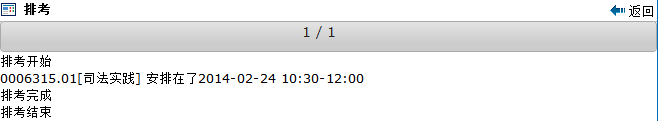 排考
返回
1 / 1
排考开始
0006315.01[司法实践] 安排在了2014-02-24 10:30-12:00
排考完成
排考结束